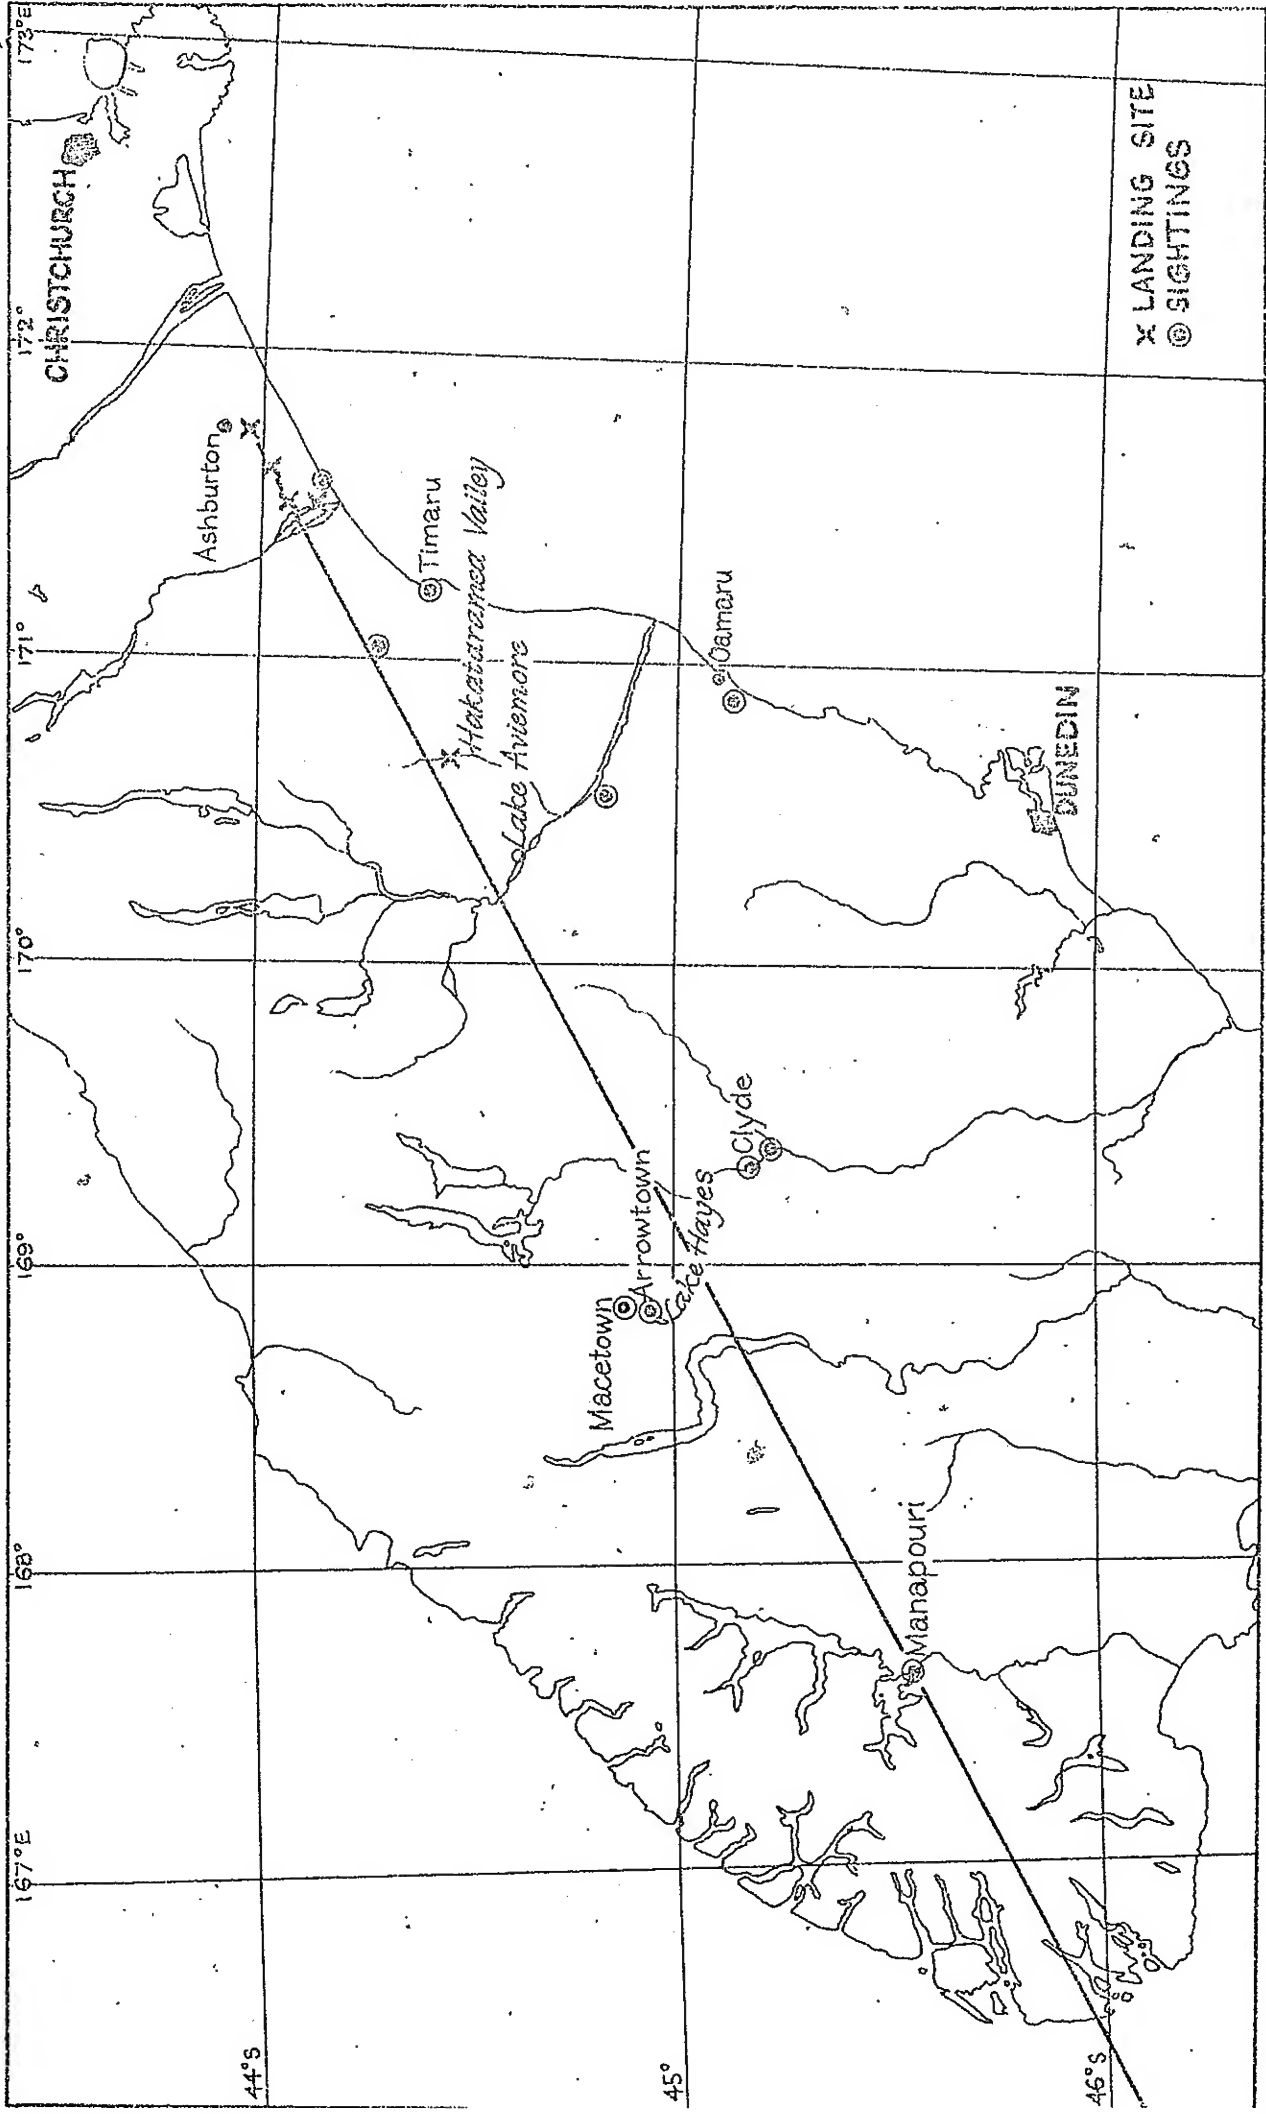 167°E
168°
169°
170°
171°
172°
173°E
CHRISTCHURCH
Ashburton
Timaru
Hakataramea Valley
Lake Aviemore
Oamaru
DUNEDIN
Clyde
Arrowtown
Lake Hayes
Macetown
Manapouri
44°S
45°
46°S
X LANDING SITE
SIGHTINGS